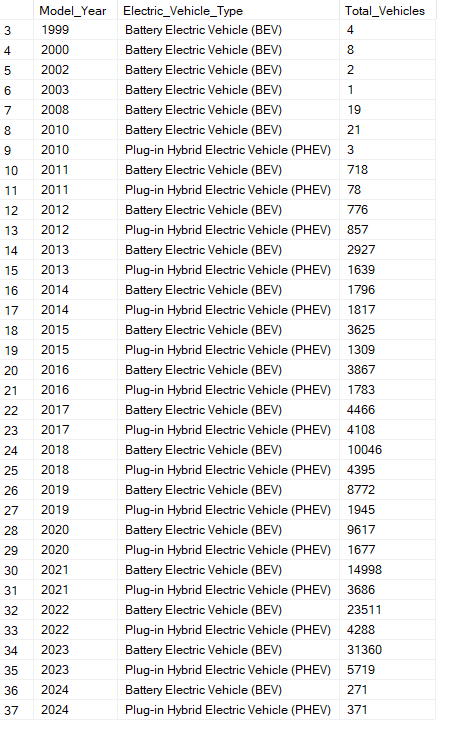 Model_Year Electric_Vehicle_Type Total_Vehicles
3 1999 Battery Electric Vehicle (BEV) 4
4 2000 Battery Electric Vehicle (BEV) 8
5 2002 Battery Electric Vehicle (BEV) 2
6 2003 Battery Electric Vehicle (BEV) 1
7 2008 Battery Electric Vehicle (BEV) 19
8 2010 Battery Electric Vehicle (BEV) 21
9 2010 Plug-in Hybrid Electric Vehicle (PHEV) 3
10 2011 Battery Electric Vehicle (BEV) 718
11 2011 Plug-in Hybrid Electric Vehicle (PHEV) 78
12 2012 Battery Electric Vehicle (BEV) 776
13 2012 Plug-in Hybrid Electric Vehicle (PHEV) 857
14 2013 Battery Electric Vehicle (BEV) 2927
15 2013 Plug-in Hybrid Electric Vehicle (PHEV) 1639
16 2014 Battery Electric Vehicle (BEV) 1796
17 2014 Plug-in Hybrid Electric Vehicle (PHEV) 1817
18 2015 Battery Electric Vehicle (BEV) 3625
19 2015 Plug-in Hybrid Electric Vehicle (PHEV) 1309
20 2016 Battery Electric Vehicle (BEV) 3867
21 2016 Plug-in Hybrid Electric Vehicle (PHEV) 1783
22 2017 Battery Electric Vehicle (BEV) 4466
23 2017 Plug-in Hybrid Electric Vehicle (PHEV) 4108
24 2018 Battery Electric Vehicle (BEV) 10046
25 2018 Plug-in Hybrid Electric Vehicle (PHEV) 4395
26 2019 Battery Electric Vehicle (BEV) 8772
27 2019 Plug-in Hybrid Electric Vehicle (PHEV) 1945
28 2020 Battery Electric Vehicle (BEV) 9617
29 2020 Plug-in Hybrid Electric Vehicle (PHEV) 1677
30 2021 Battery Electric Vehicle (BEV) 14998
31 2021 Plug-in Hybrid Electric Vehicle (PHEV) 3686
32 2022 Battery Electric Vehicle (BEV) 23511
33 2022 Plug-in Hybrid Electric Vehicle (PHEV) 4288
34 2023 Battery Electric Vehicle (BEV) 31360
35 2023 Plug-in Hybrid Electric Vehicle (PHEV) 5719
36 2024 Battery Electric Vehicle (BEV) 271
37 2024 Plug-in Hybrid Electric Vehicle (PHEV) 371